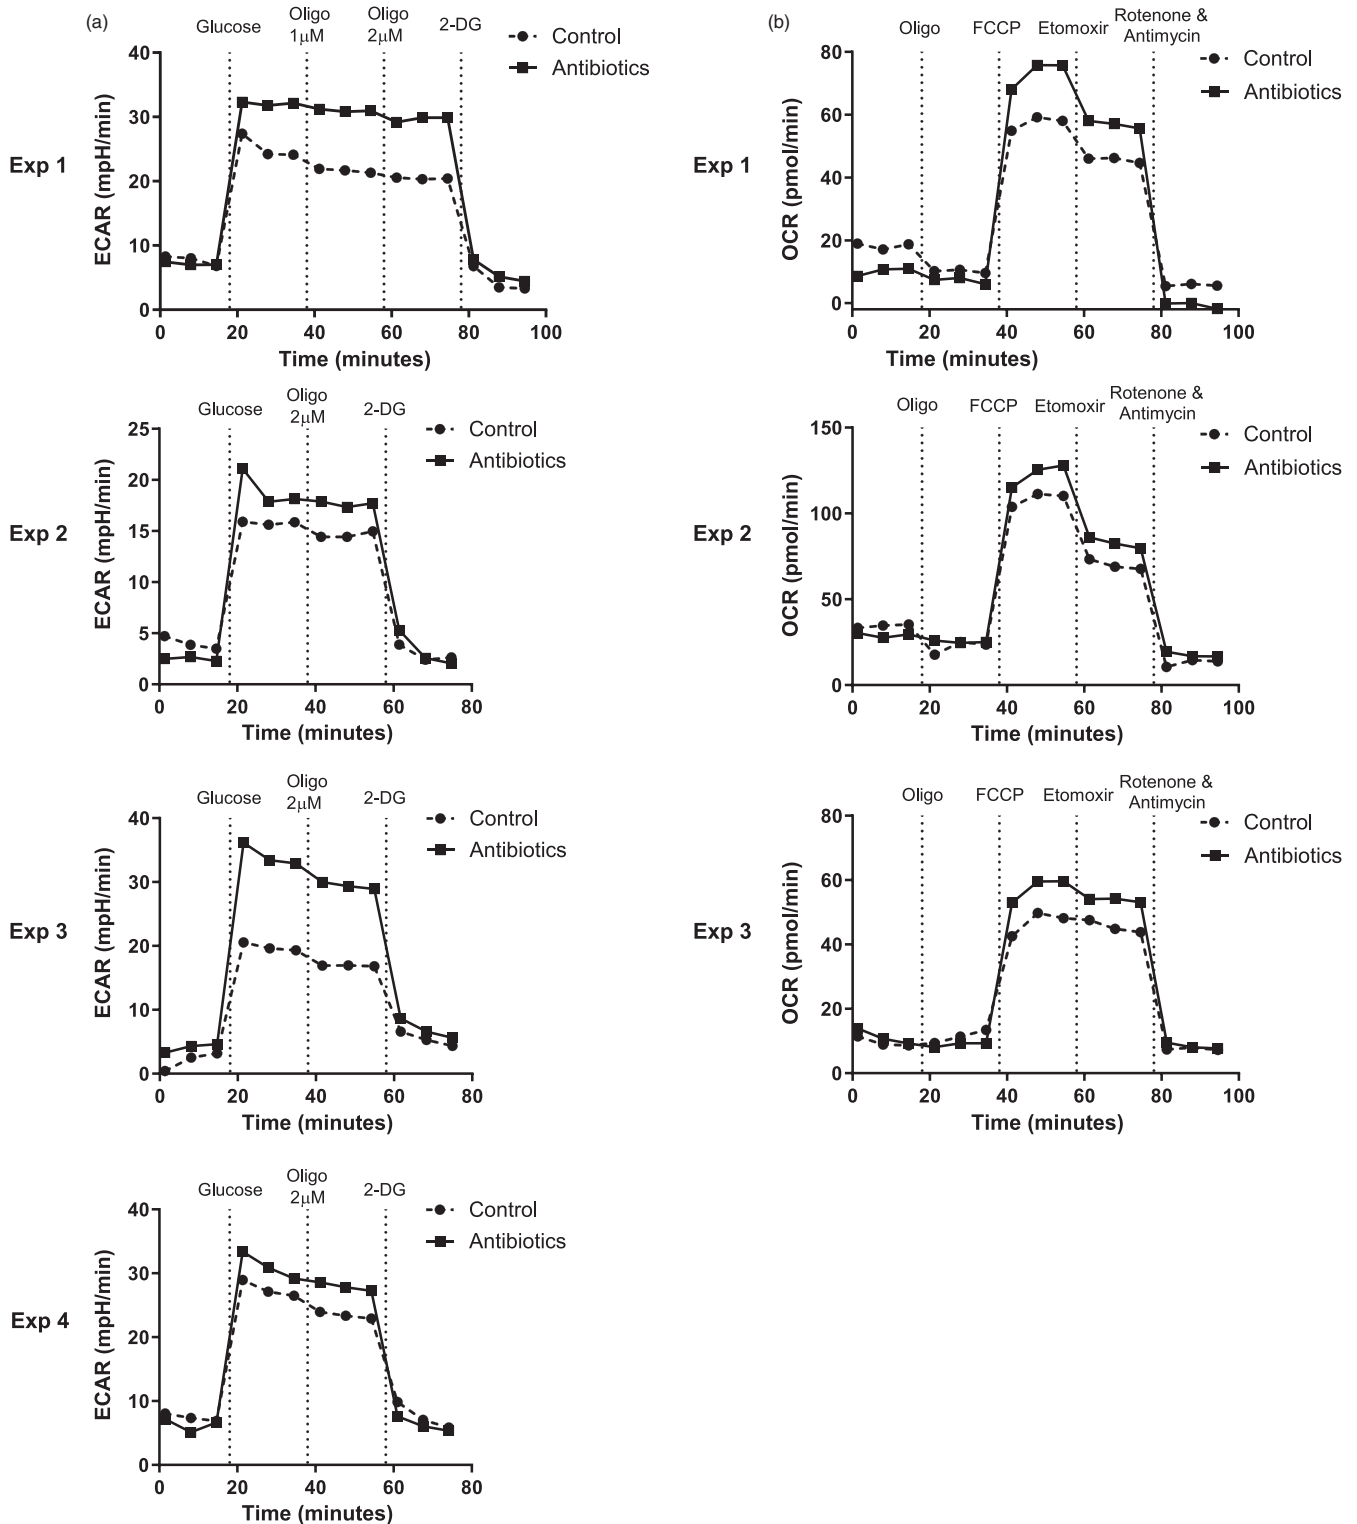 (a)
Glucose
Oligo
1μM
Oligo
2μM
2-DG
Control
Antibiotics
Exp 1
ECAR (mpH/min)
40
30
20
10
0
0 20 40 60 80 100
Time (minutes)
(b)
Oligo
FCCP
Etomoxir
Rotenone &
Antimycin
Control
Antibiotics
Exp 1
OCR (pmol/min)
80
60
40
20
0
0 20 40 60 80 100
Time (minutes)
Glucose
Oligo
2μM
2-DG
Control
Antibiotics
Exp 2
ECAR (mpH/min)
25
20
15
10
5
0
0 20 40 60 80
Time (minutes)
Oligo
FCCP
Etomoxir
Rotenone &
Antimycin
Control
Antibiotics
Exp 2
OCR (pmol/min)
150
100
50
0
0 20 40 60 80 100
Time (minutes)
Glucose
Oligo
2μM
2-DG
Control
Antibiotics
Exp 3
ECAR (mpH/min)
40
30
20
10
0
0 20 40 60 80
Time (minutes)
Oligo
FCCP
Etomoxir
Rotenone &
Antimycin
Control
Antibiotics
Exp 3
OCR (pmol/min)
80
60
40
20
0
0 20 40 60 80 100
Time (minutes)
Glucose
Oligo
2μM
2-DG
Control
Antibiotics
Exp 4
ECAR (mpH/min)
40
30
20
10
0
0 20 40 60 80
Time (minutes)